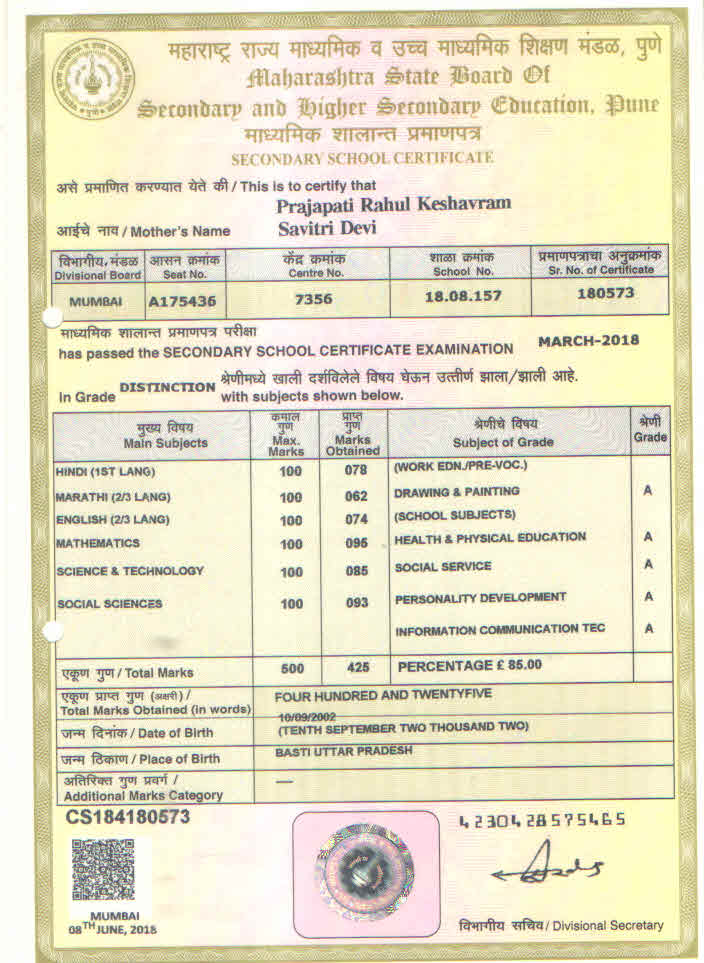 महाराष्ट्र राज्य माध्यमिक व उच्च माध्यमिक शिक्षण मंडळ, पुणे
Maharashtra State Board Of
Secondary and Higher Secondary Education, Pune
माध्यमिक शालान्त प्रमाणपत्र
SECONDARY SCHOOL CERTIFICATE
असे प्रमाणित करण्यात येते की / This is to certify that
Prajapati Rahul Keshavram
आईचे नाव / Mother's Name Savitri Devi
विभागीय मंडळ आसन क्रमांक केंद्र क्रमांक शाळा क्रमांक प्रमाणपत्राचा अनुक्रमांक
Divisional Board Seat No. Centre No. School No. Sr. No. of Certificate
MUMBAI A175436 7356 18.08.157 180573
माध्यमिक शालान्त प्रमाणपत्र परीक्षा
has passed the SECONDARY SCHOOL CERTIFICATE EXAMINATION MARCH-2018
श्रेणीमध्ये खाली दर्शविलेले विषय घेऊन उत्तीर्ण झाला/झाली आहे.
In Grade DISTINCTION with subjects shown below.
मुख्य विषय कमाल गुण प्राप्त गुण श्रेणीचे विषय श्रेणी
Main Subjects Max. Marks Marks Obtained Subject of Grade Grade
HINDI (1ST LANG) 100 078 (WORK EDN./PRE-VOC.)
MARATHI (2/3 LANG) 100 062 DRAWING & PAINTING A
ENGLISH (2/3 LANG) 100 074 (SCHOOL SUBJECTS)
MATHEMATICS 100 095 HEALTH & PHYSICAL EDUCATION A
SCIENCE & TECHNOLOGY 100 085 SOCIAL SERVICE A
SOCIAL SCIENCES 100 093 PERSONALITY DEVELOPMENT A
INFORMATION COMMUNICATION TEC A
एकूण गुण / Total Marks 500 425 PERCENTAGE £ 85.00
एकूण प्राप्त गुण (अक्षरी) /
Total Marks Obtained (in words) FOUR HUNDRED AND TWENTYFIVE
10/09/2002
जन्म दिनांक / Date of Birth (TENTH SEPTEMBER TWO THOUSAND TWO)
जन्म ठिकाण / Place of Birth BASTI UTTAR PRADESH
अतिरिक्त गुण प्रवर्ग /
Additional Marks Category —
CS184180573
4230428575465
MUMBAI
08TH JUNE, 2018
विभागीय सचिव / Divisional Secretary